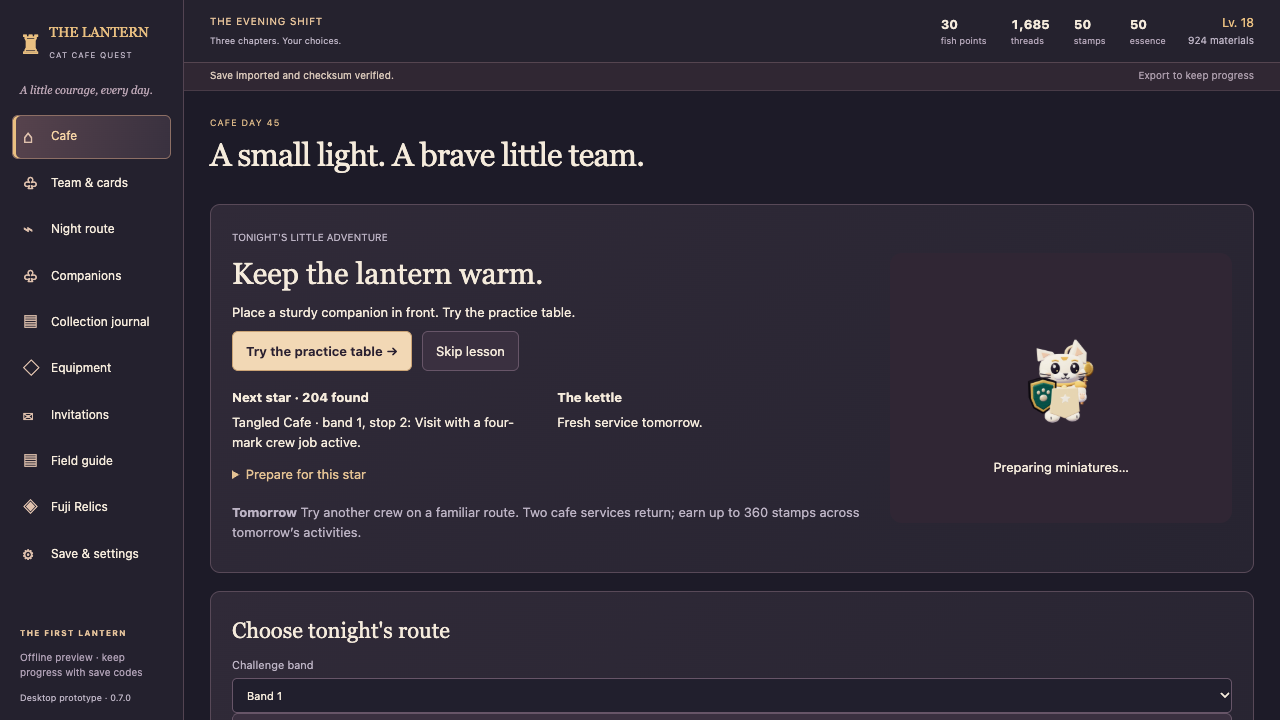 THE LANTERN
CAT CAFE QUEST
A little courage, every day.
Cafe
Team & cards
Night route
Companions
Collection journal
Equipment
Invitations
Field guide
Fuji Relics
Save & settings
THE FIRST LANTERN
Offline preview · keep
progress with save codes
Desktop prototype · 0.7.0
THE EVENING SHIFT
Three chapters. Your choices.
30
fish points
1,685
threads
50
stamps
50
essence
Lv. 18
924 materials
Save imported and checksum verified.
Export to keep progress
CAFE DAY 45
A small light. A brave little team.
TONIGHT'S LITTLE ADVENTURE
Keep the lantern warm.
Place a sturdy companion in front. Try the practice table.
Try the practice table →
Skip lesson
Next star · 204 found
Tangled Cafe · band 1, stop 2: Visit with a four-
mark crew job active.
The kettle
Fresh service tomorrow.
Prepare for this star
Tomorrow Try another crew on a familiar route. Two cafe services return; earn up to 360 stamps across
tomorrow’s activities.
Preparing miniatures…
Choose tonight's route
Challenge band
Band 1